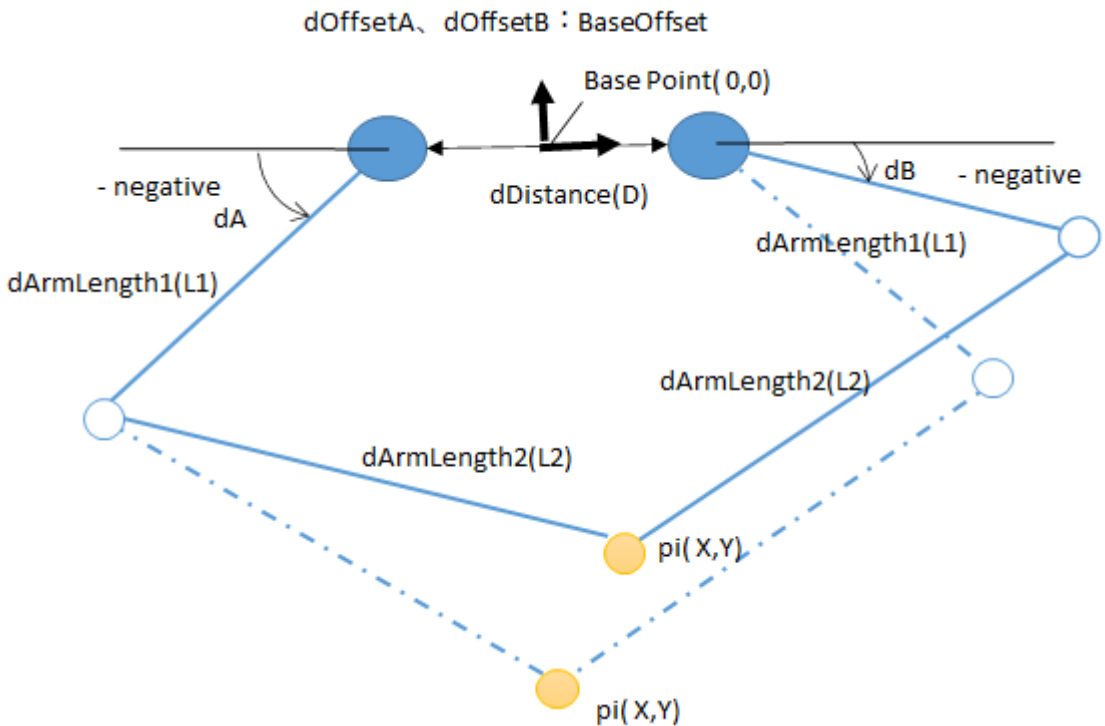 dOffsetA、dOffsetB：BaseOffset
Base Point( 0,0)
- negative
dA
dDistance(D)
dB
- negative
dArmLength1(L1)
dArmLength1(L1)
dArmLength2(L2)
dArmLength2(L2)
pi( X,Y)
pi( X,Y)